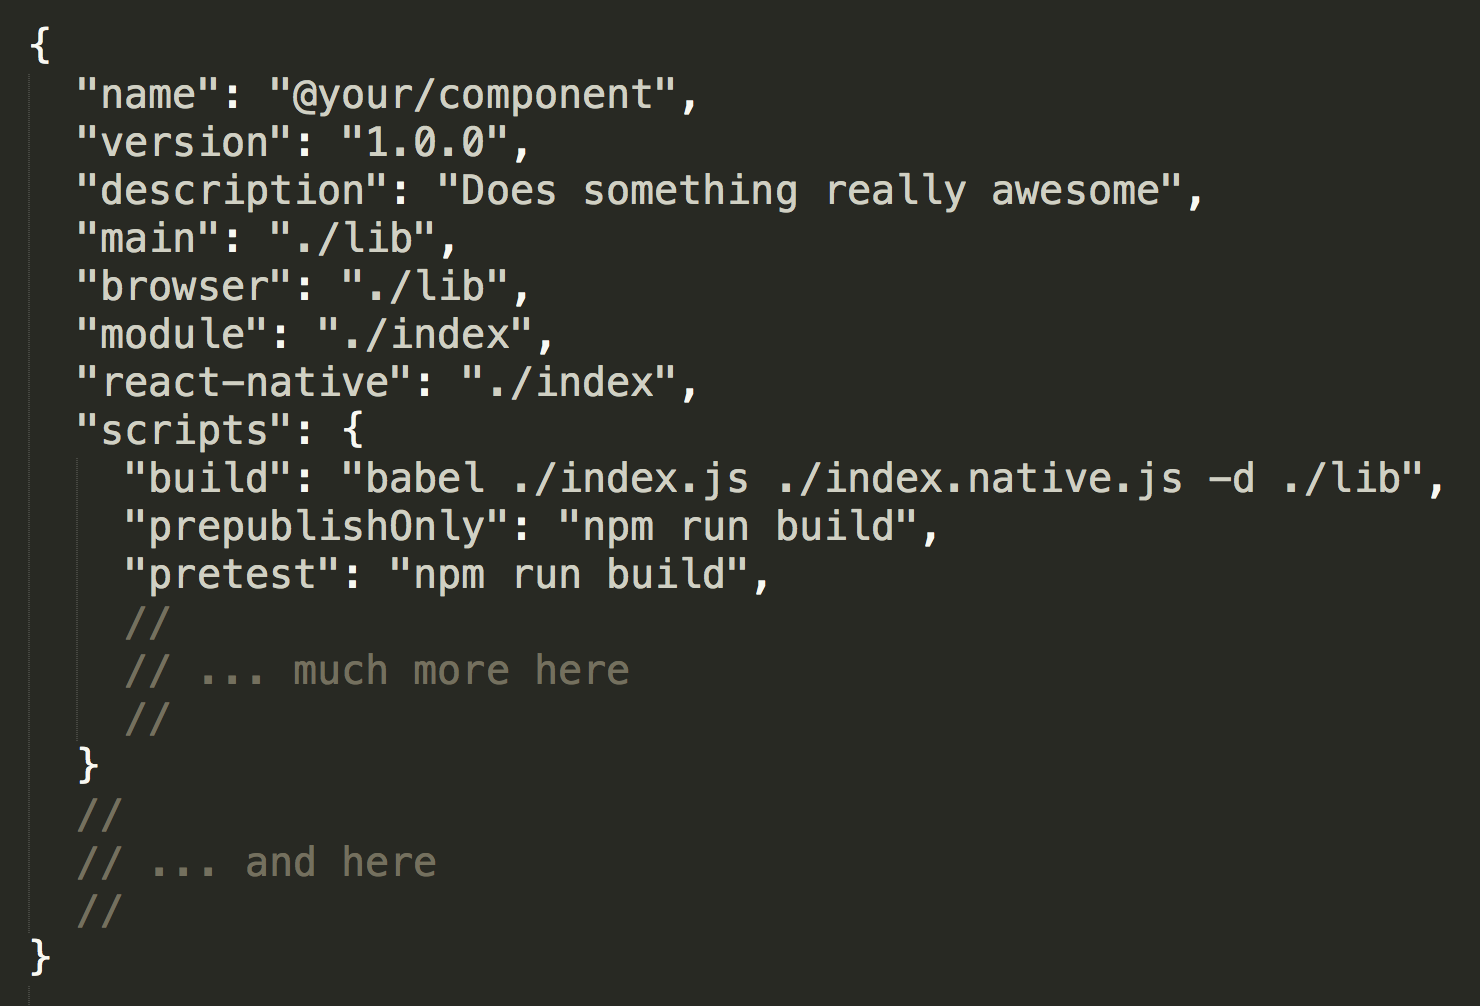 {
  "name": "@your/component",
  "version": "1.0.0",
  "description": "Does something really awesome",
  "main": "./lib",
  "browser": "./lib",
  "module": "./index",
  "react-native": "./index",
  "scripts": {
    "build": "babel ./index.js ./index.native.js -d ./lib",
    "prepublishOnly": "npm run build",
    "pretest": "npm run build",
    //
    // ... much more here
    //
  }
  //
  // ... and here
  //
}